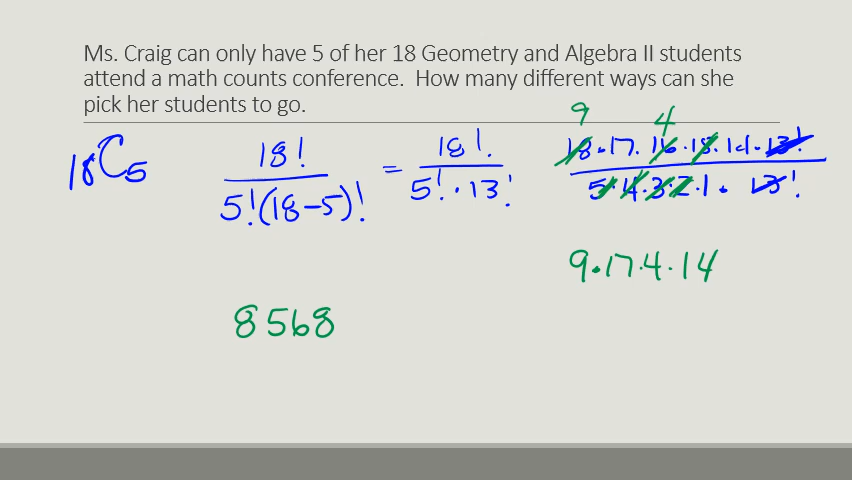 Ms. Craig can only have 5 of her 18 Geometry and Algebra II students
attend a math counts conference.  How many different ways can she
pick her students to go.
9 4
18C5 18! / 5!(18-5)! = 18! / 5!·13! 18·17·16·15·14·13! / 5·4·3·2·1·13!
9·17·4·14
8568